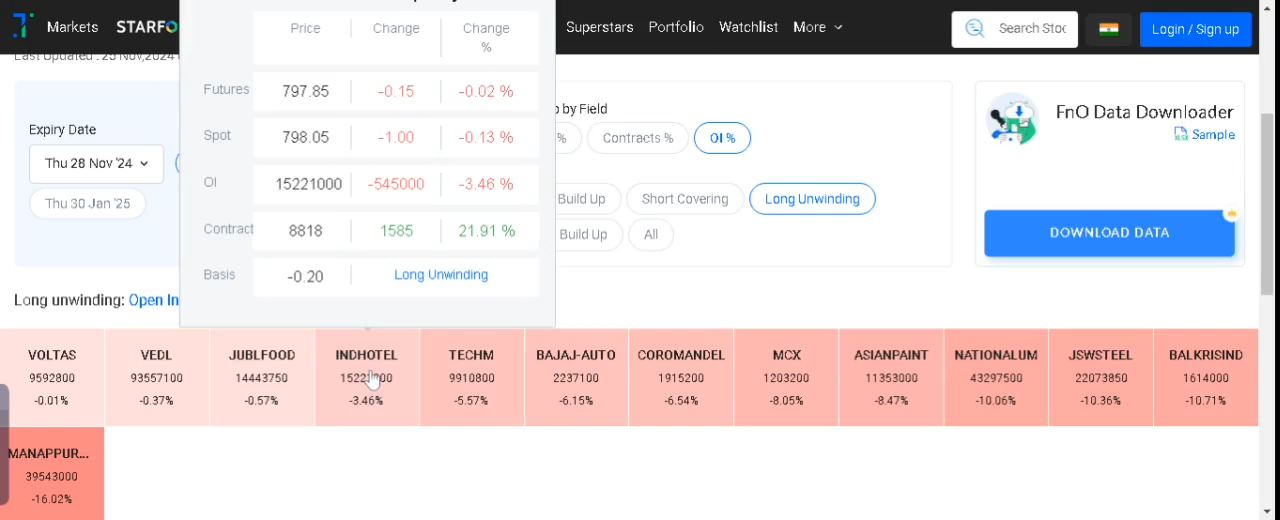 Markets STARFO Superstars Portfolio Watchlist More Search Stoc Login / Sign up
Last Updated : 25 Nov,2024
Price Change Change
%
Futures 797.85 -0.15 -0.02 %
Spot 798.05 -1.00 -0.13 %
OI 15221000 -545000 -3.46 %
Contract 8818 1585 21.91 %
Basis -0.20 Long Unwinding
Expiry Date
Thu 28 Nov '24
Thu 30 Jan '25
p by Field
% Contracts % OI %
Build Up Short Covering Long Unwinding
Build Up All
FnO Data Downloader
Sample
DOWNLOAD DATA
Long unwinding: Open In
VOLTAS VEDL JUBLFOOD INDHOTEL TECHM BAJAJ-AUTO COROMANDEL MCX ASIANPAINT NATIONALUM JSWSTEEL BALKRISIND
9592800 93557100 14443750 9910800 2237100 1915200 1203200 11353000 43297500 22073850 1614000
-0.01% -0.37% -0.57% -3.46% -5.57% -6.15% -6.54% -8.05% -8.47% -10.06% -10.36% -10.71%
MANAPPUR...
39543000
-16.02%